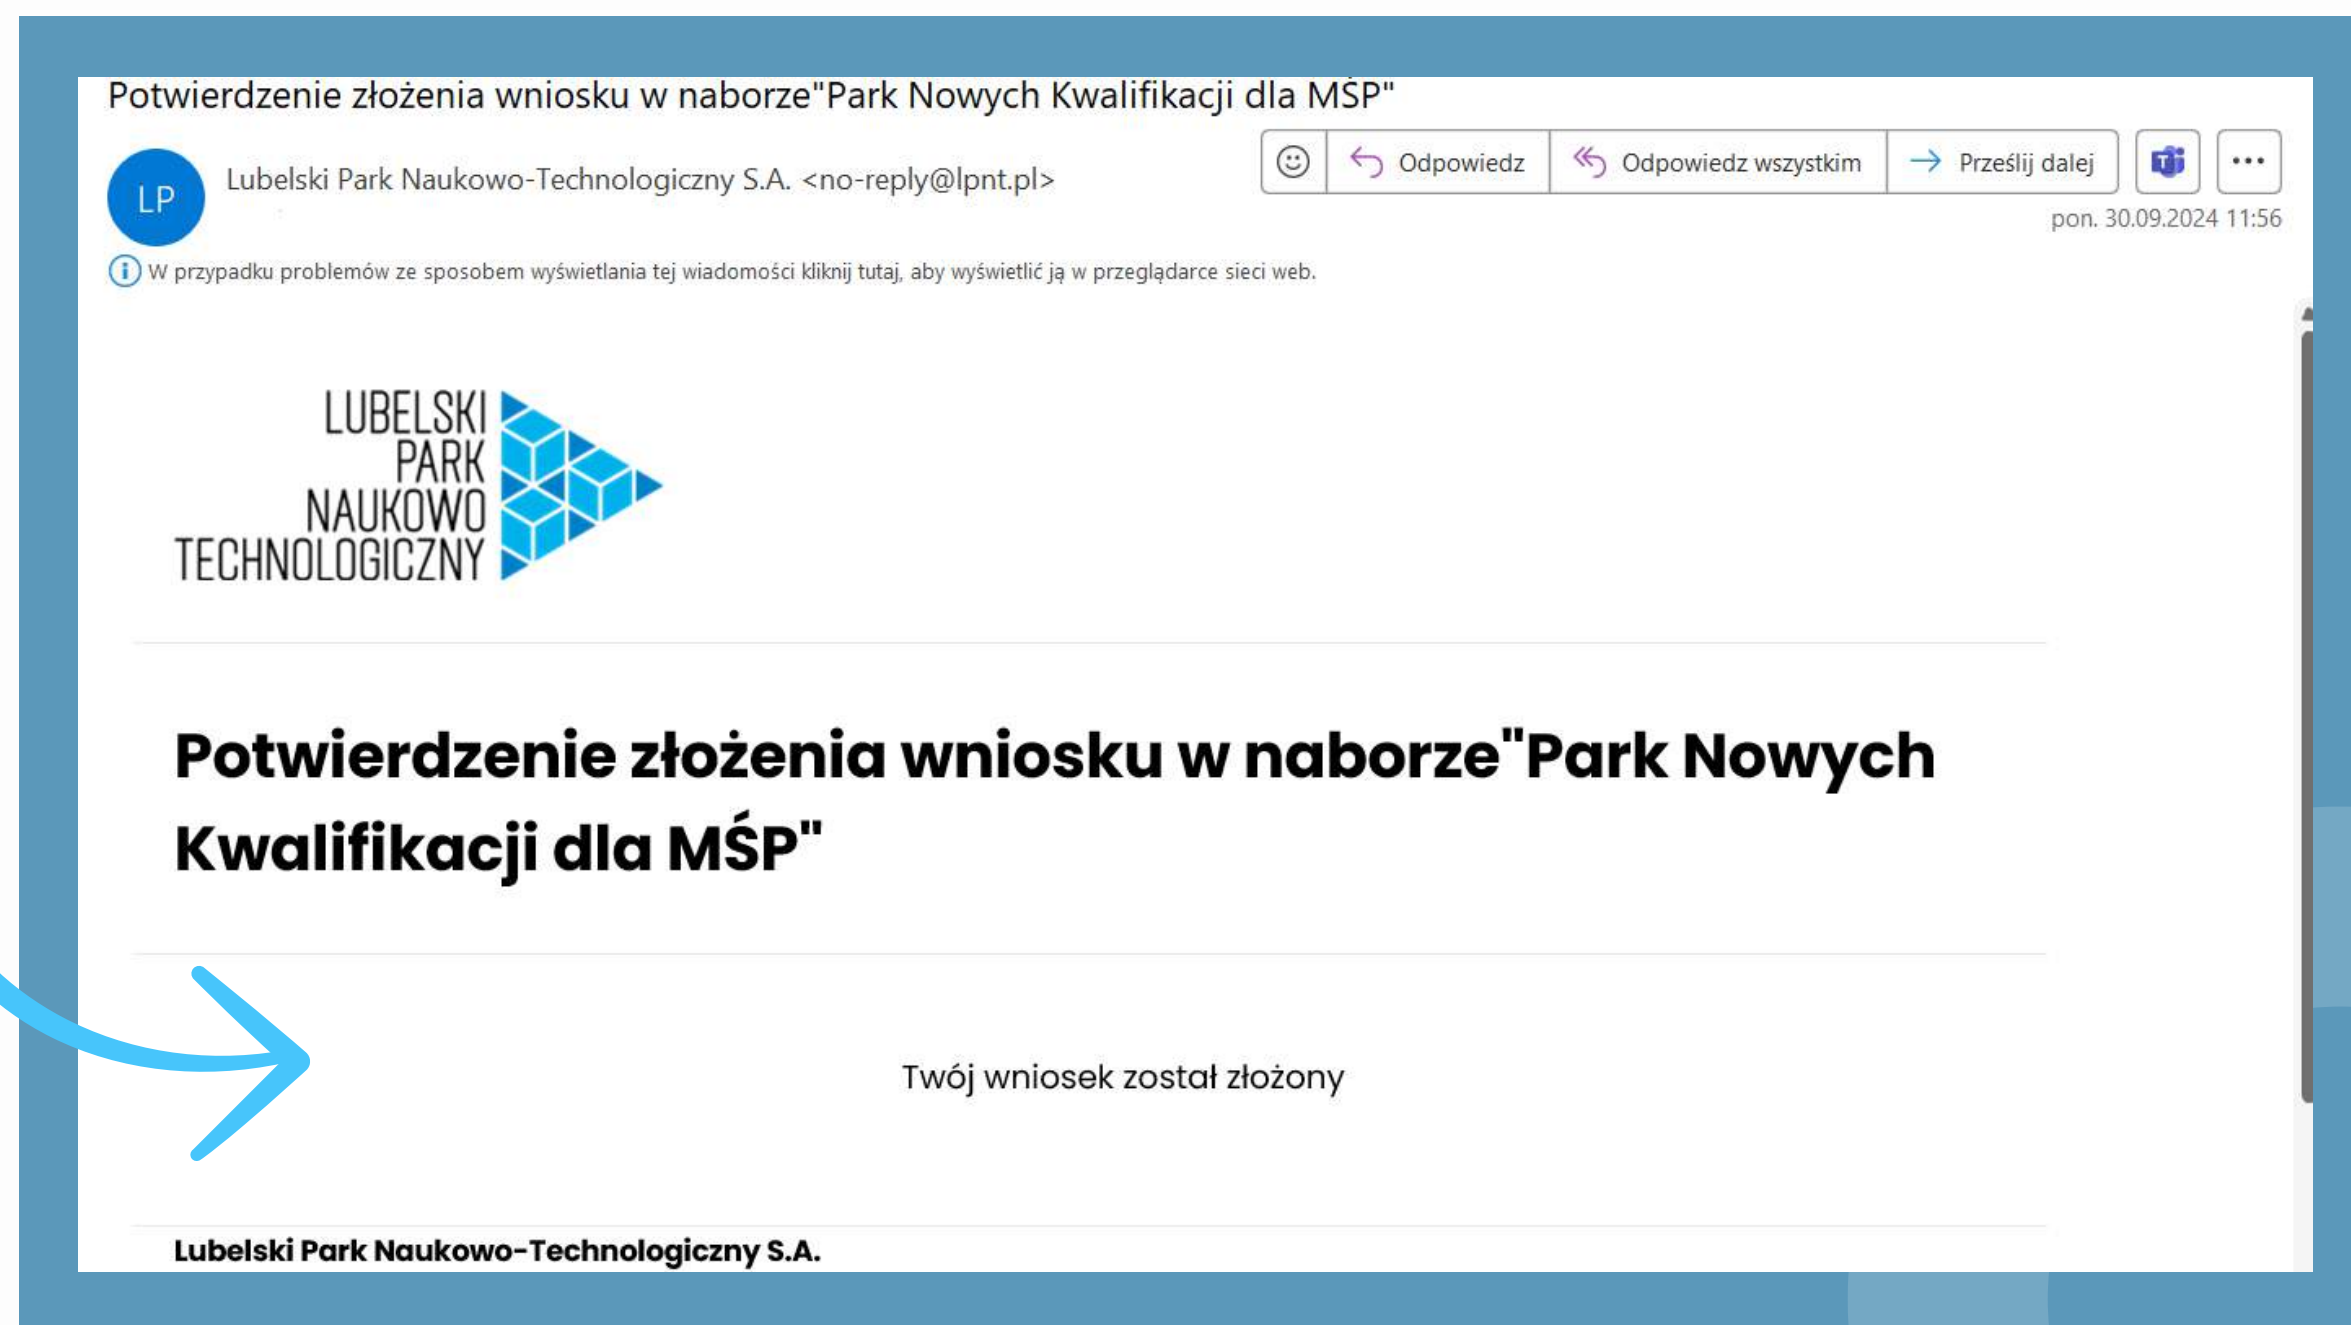 Potwierdzenie złożenia wniosku w naborze"Park Nowych Kwalifikacji dla MŚP"
LP
Lubelski Park Naukowo-Technologiczny S.A. <no-reply@lpnt.pl>
Odpowiedz
Odpowiedz wszystkim
Prześlij dalej
pon. 30.09.2024 11:56
W przypadku problemów ze sposobem wyświetlania tej wiadomości kliknij tutaj, aby wyświetlić ją w przeglądarce sieci web.
LUBELSKI
PARK
NAUKOWO
TECHNOLOGICZNY
Potwierdzenie złożenia wniosku w naborze"Park Nowych
Kwalifikacji dla MŚP"
Twój wniosek został złożony
Lubelski Park Naukowo-Technologiczny S.A.